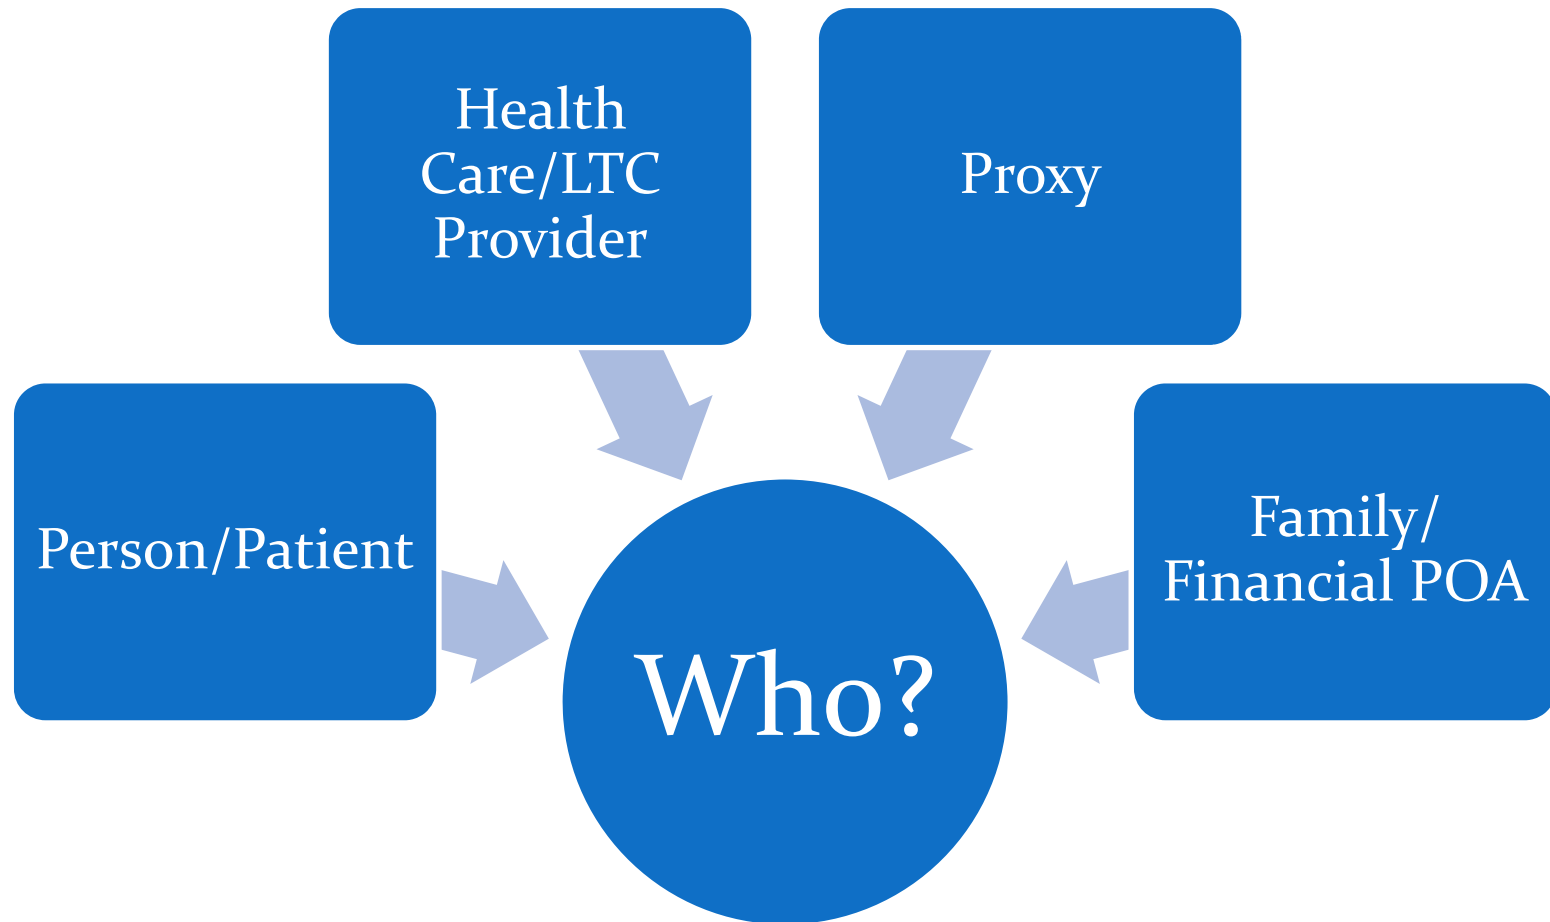 Health
Care/LTC
Provider
Proxy
Person/Patient
Family/
Financial POA
Who?